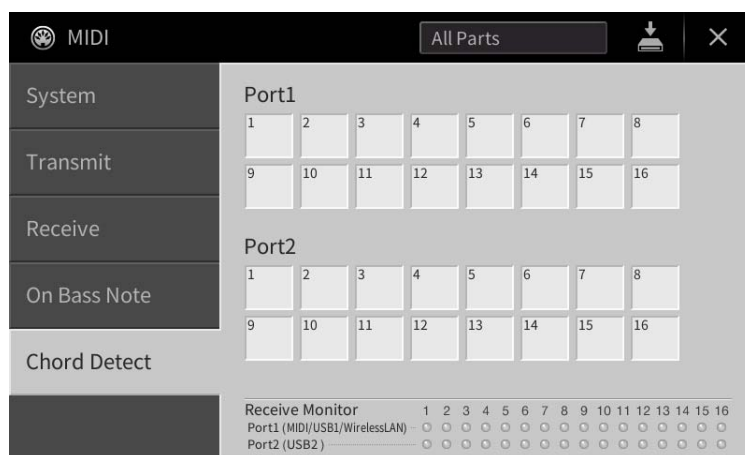 MIDI
All Parts
System
Transmit
Receive
On Bass Note
Chord Detect
Port1
1 2 3 4 5 6 7 8
9 10 11 12 13 14 15 16
Port2
1 2 3 4 5 6 7 8
9 10 11 12 13 14 15 16
Receive Monitor 1 2 3 4 5 6 7 8 9 10 11 12 13 14 15 16
Port1 (MIDI/USB1/WirelessLAN)
Port2 (USB2 )